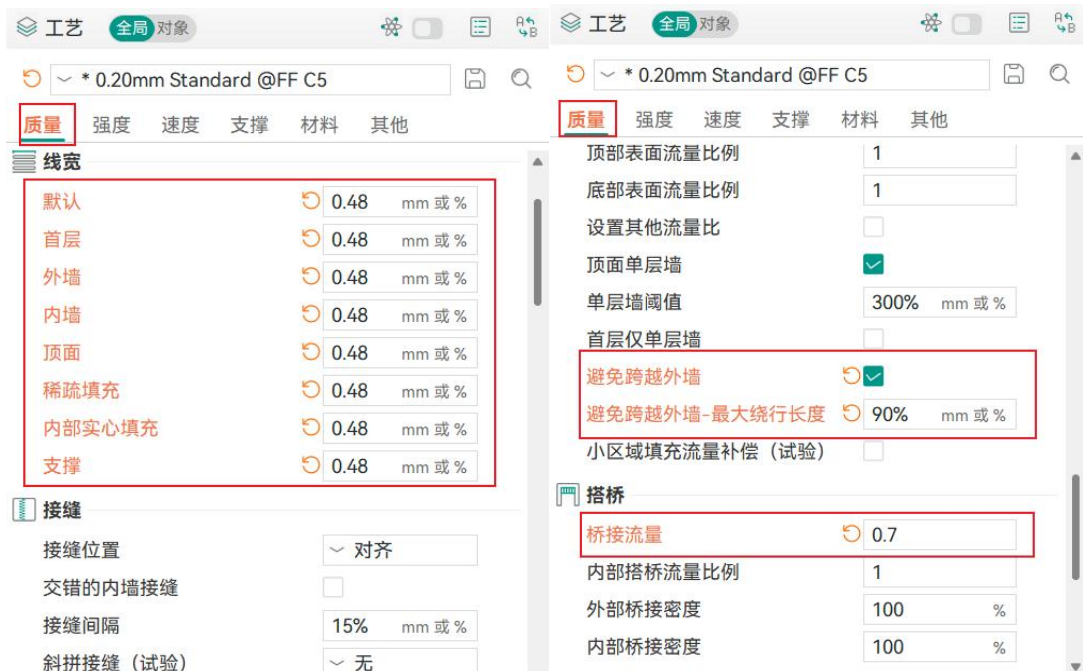 工艺 全局 对象
* 0.20mm Standard @FF C5
质量 强度 速度 支撑 材料 其他
线宽
默认 0.48 mm 或 %
首层 0.48 mm 或 %
外墙 0.48 mm 或 %
内墙 0.48 mm 或 %
顶面 0.48 mm 或 %
稀疏填充 0.48 mm 或 %
内部实心填充 0.48 mm 或 %
支撑 0.48 mm 或 %
接缝
接缝位置 对齐
交错的内墙接缝
接缝间隔 15% mm 或 %
斜拼接缝（试验） 无
工艺 全局 对象
* 0.20mm Standard @FF C5
质量 强度 速度 支撑 材料 其他
顶部表面流量比例 1
底部表面流量比例 1
设置其他流量比
顶面单层墙
单层墙阈值 300% mm 或 %
首层仅单层墙
避免跨越外墙
避免跨越外墙-最大绕行长度 90% mm 或 %
小区域填充流量补偿（试验）
搭桥
桥接流量 0.7
内部搭桥流量比例 1
外部桥接密度 100 %
内部桥接密度 100 %